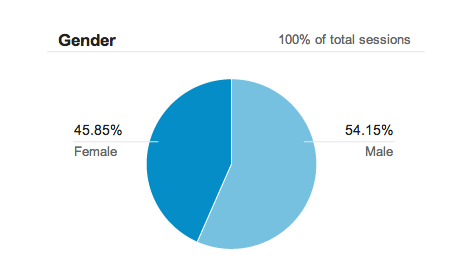 Gender
100% of total sessions
45.85%
Female
54.15%
Male